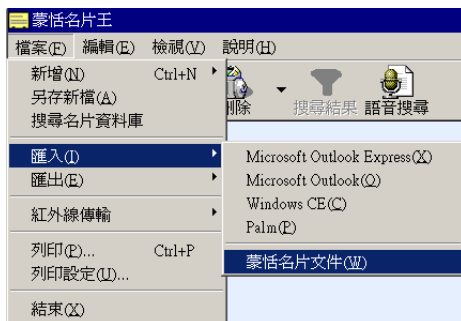 蒙恬名片王
檔案(F) 編輯(E) 檢視(V) 說明(H)
新增(N) Ctrl+N
另存新檔(A)
搜尋名片資料庫
刪除 搜尋結果 語音搜尋
匯入(I)
匯出(E)
紅外線傳輸
列印(P)... Ctrl+P
列印設定(U)...
結束(X)
Microsoft Outlook Express(X)
Microsoft Outlook(O)
Windows CE(C)
Palm(P)
蒙恬名片文件(W)